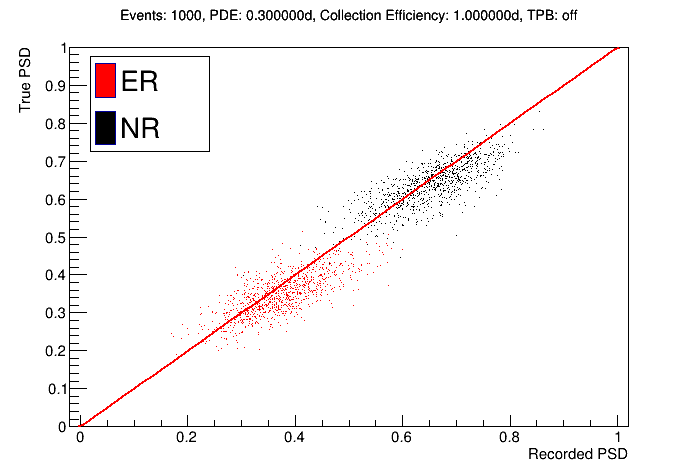 Events: 1000, PDE: 0.300000d, Collection Efficiency: 1.000000d, TPB: off
True PSD
1
0.9
0.8
0.7
0.6
0.5
0.4
0.3
0.2
0.1
0
ER
NR
0 0.2 0.4 0.6 0.8 1
Recorded PSD